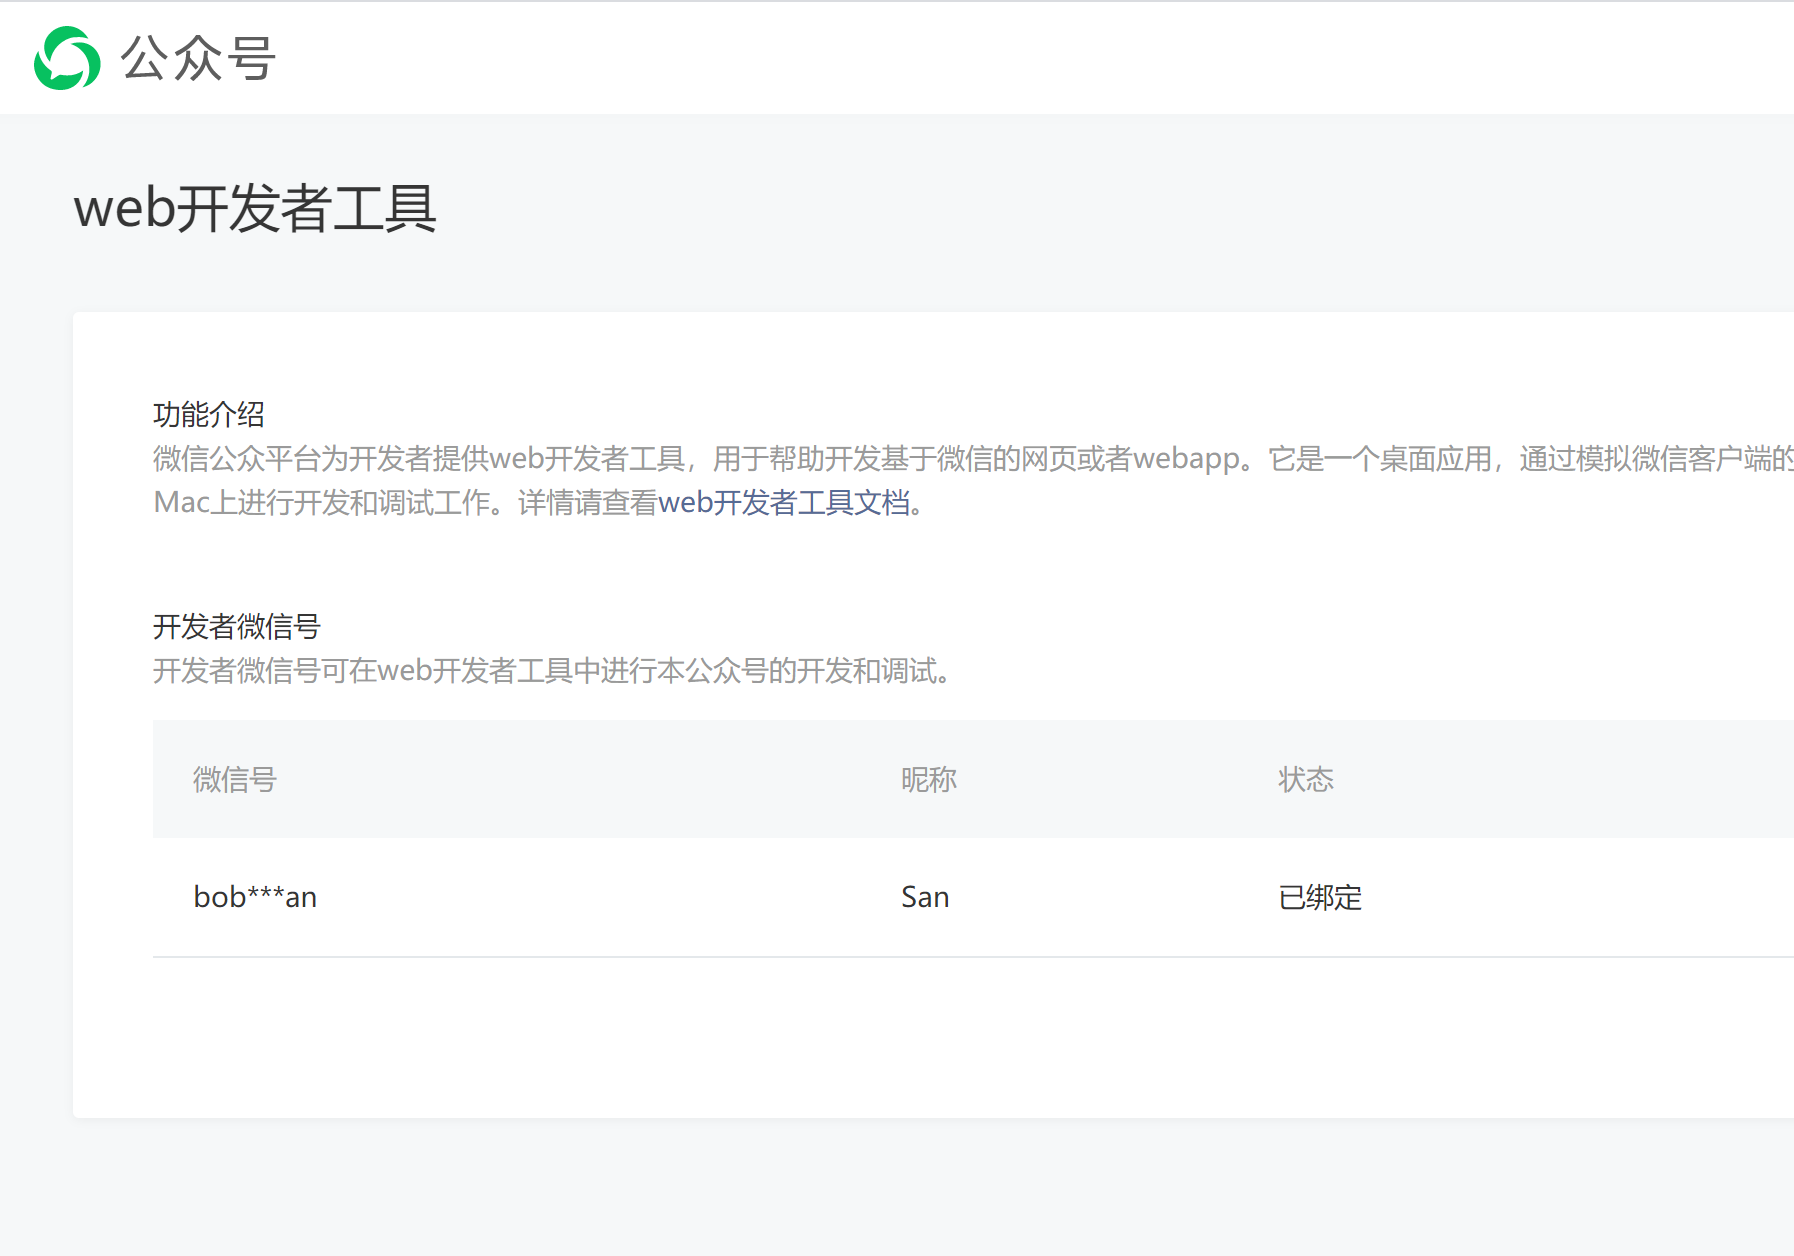 公众号
web开发者工具
功能介绍
微信公众平台为开发者提供web开发者工具，用于帮助开发基于微信的网页或者webapp。它是一个桌面应用，通过模拟微信客户端的
Mac上进行开发和调试工作。详情请查看web开发者工具文档。
开发者微信号
开发者微信号可在web开发者工具中进行本公众号的开发和调试。
微信号 昵称 状态
bob***an San 已绑定